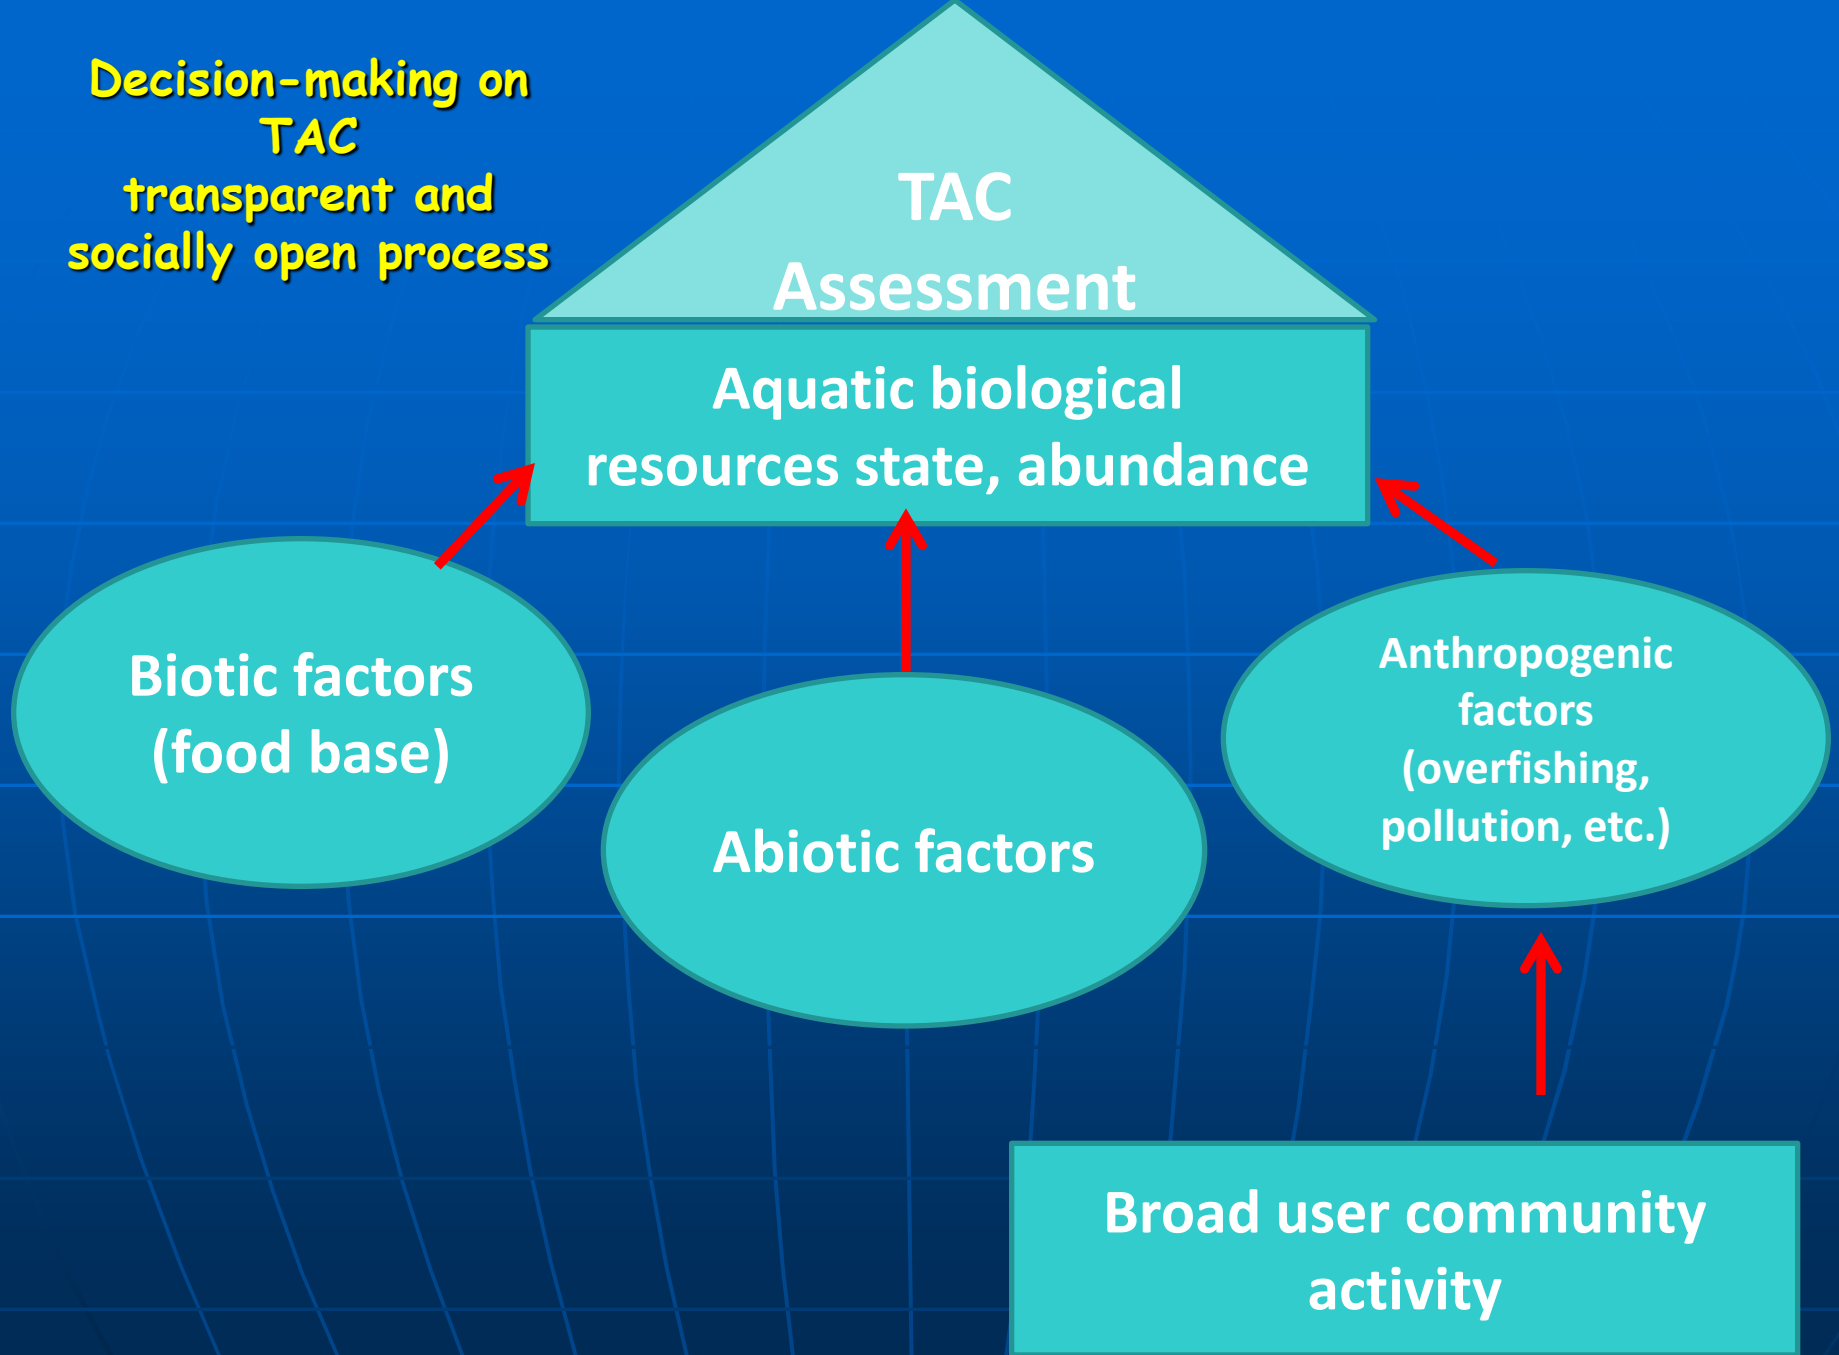 Decision-making on
TAC
transparent and
socially open process
TAC
Assessment
Aquatic biological
resources state, abundance
Biotic factors
(food base)
Abiotic factors
Anthropogenic
factors
(overfishing,
pollution, etc.)
Broad user community
activity